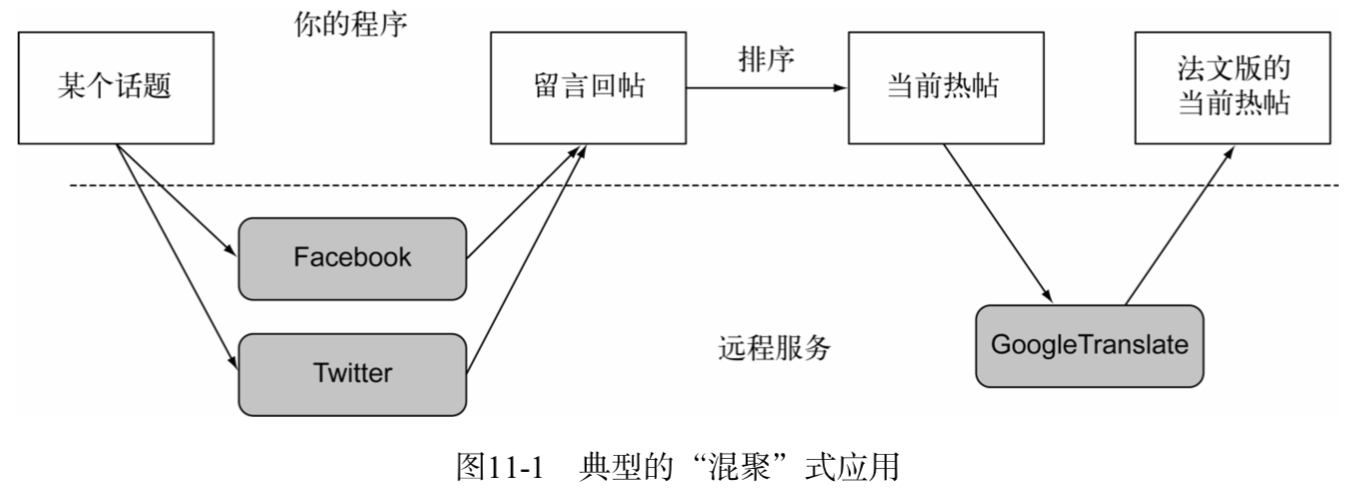 你的程序
某个话题
留言回帖
排序
当前热帖
法文版的
当前热帖
Facebook
Twitter
远程服务
GoogleTranslate
图11-1 典型的“混聚”式应用